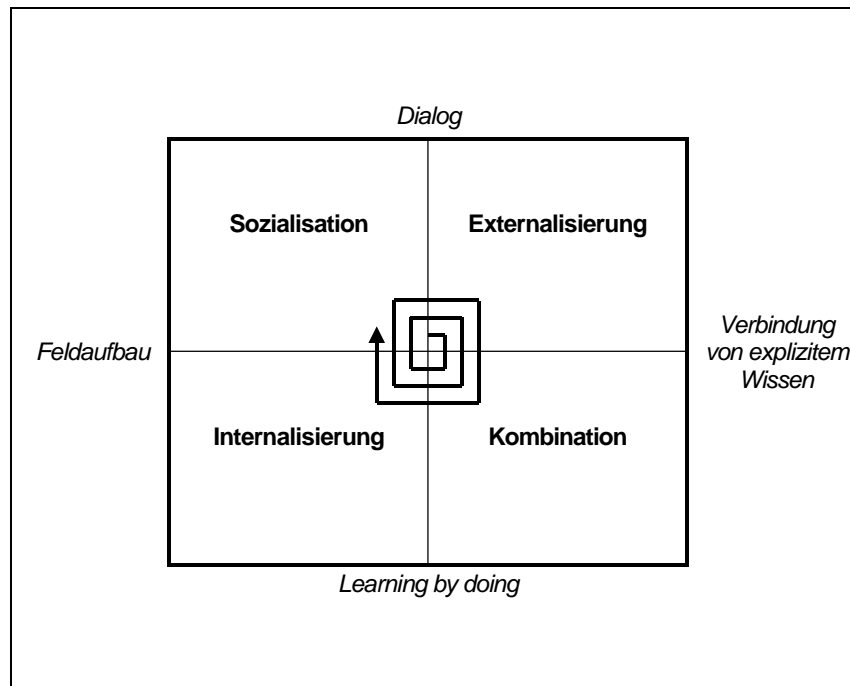 Dialog
Sozialisation
Externalisierung
Feldaufbau
Verbindung
von explizitem
Wissen
Internalisierung
Kombination
Learning by doing